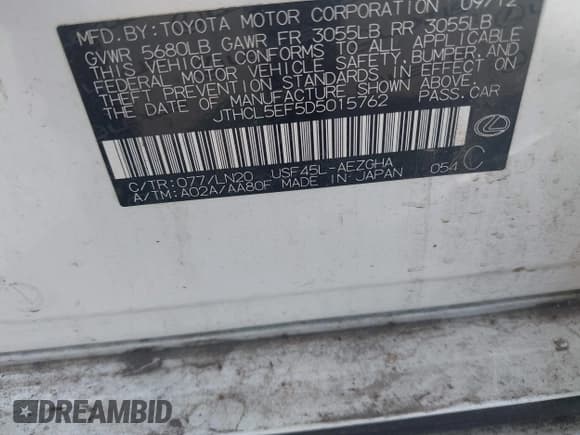 MFD.BY:TOYOTA MOTOR CORPORATION 09/12
GVWR 5680LB GAWR FR 3055LB RR 3055LB
THIS VEHICLE CONFORMS TO ALL APPLICABLE
FEDERAL MOTOR VEHICLE SAFETY,BUMPER,AND
THEFT PREVENTION STANDARDS IN EFFECT ON
THE DATE OF MANUFACTURE SHOWN ABOVE.
JTHCL5EF5D5015762 PASS.CAR
C/TR:077/LN20 USF45L-AEZGHA
A/TM:A02A/AA80F MADE IN JAPAN 054 C
DREAMBID